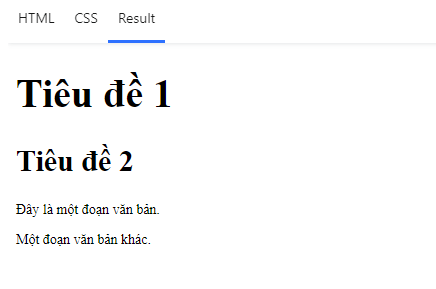 HTML CSS Result
Tiêu đề 1
Tiêu đề 2
Đây là một đoạn văn bản.
Một đoạn văn bản khác.